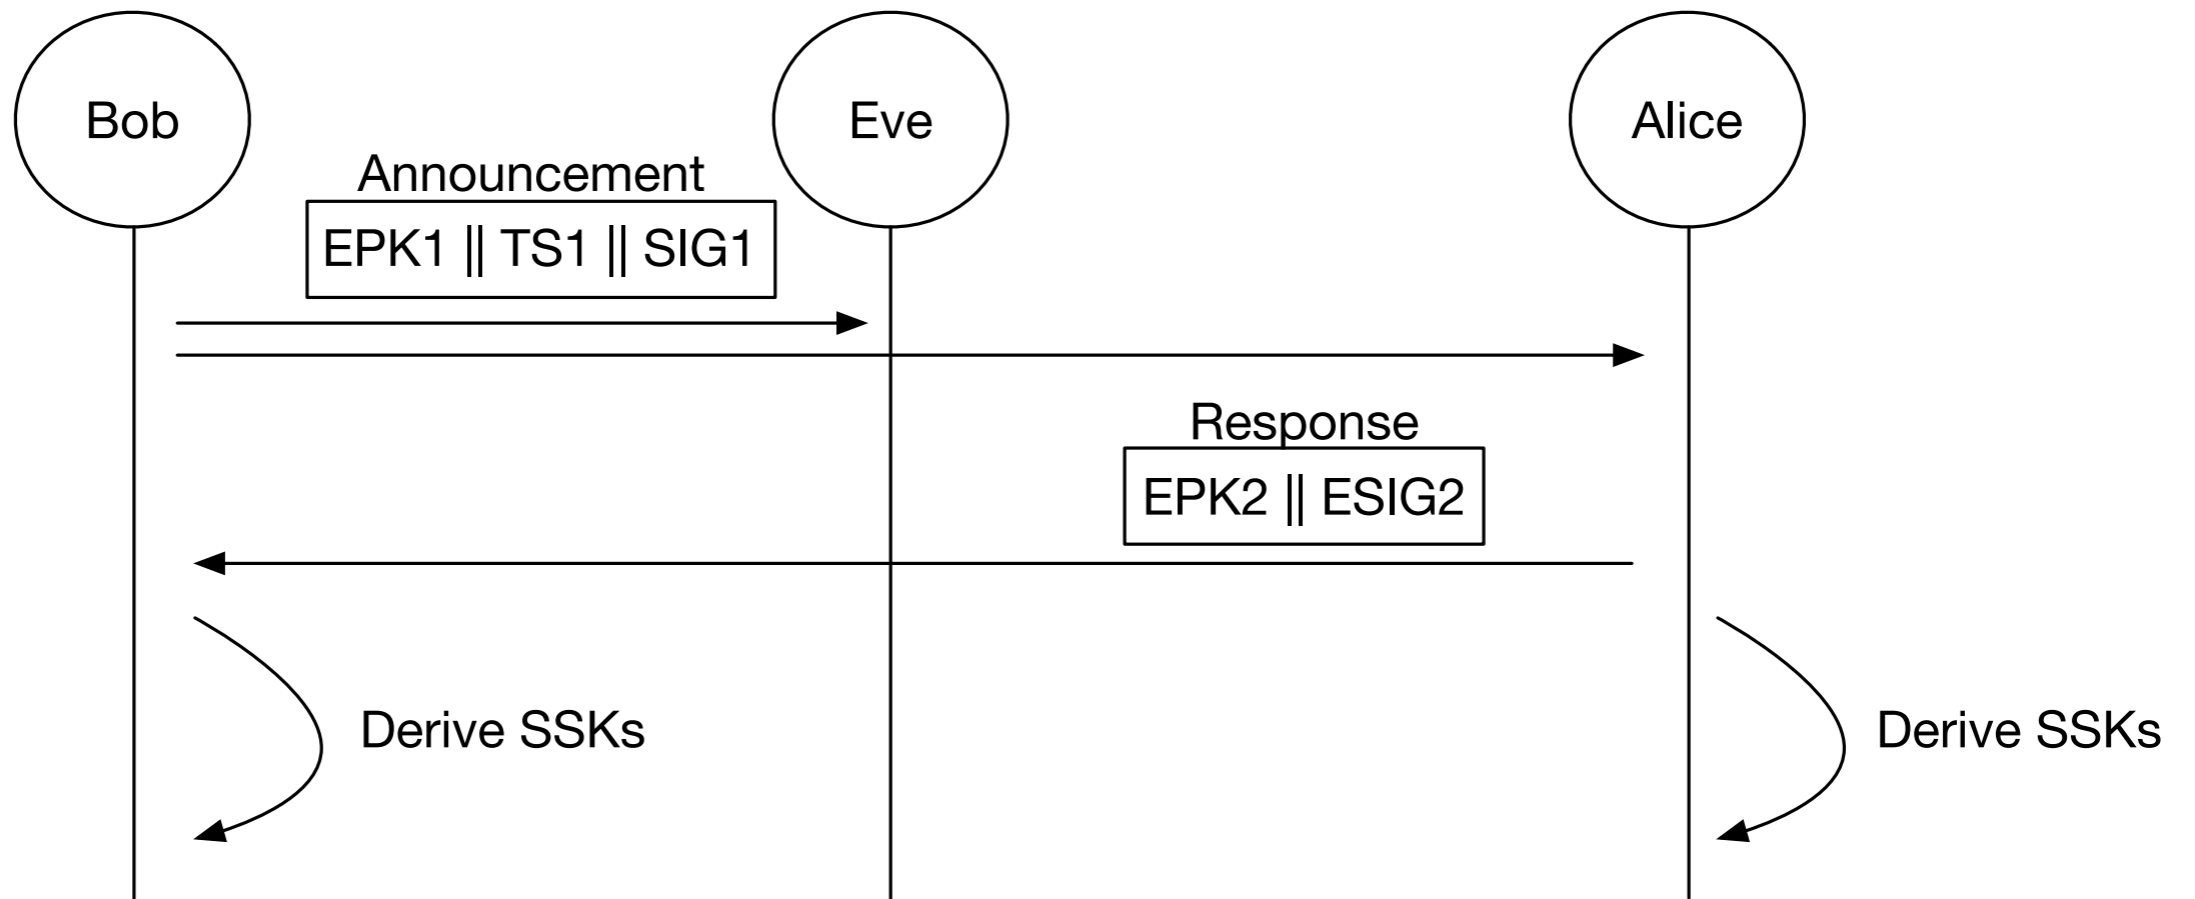 Bob
Eve
Alice
Announcement
EPK1 || TS1 || SIG1
Response
EPK2 || ESIG2
Derive SSKs
Derive SSKs